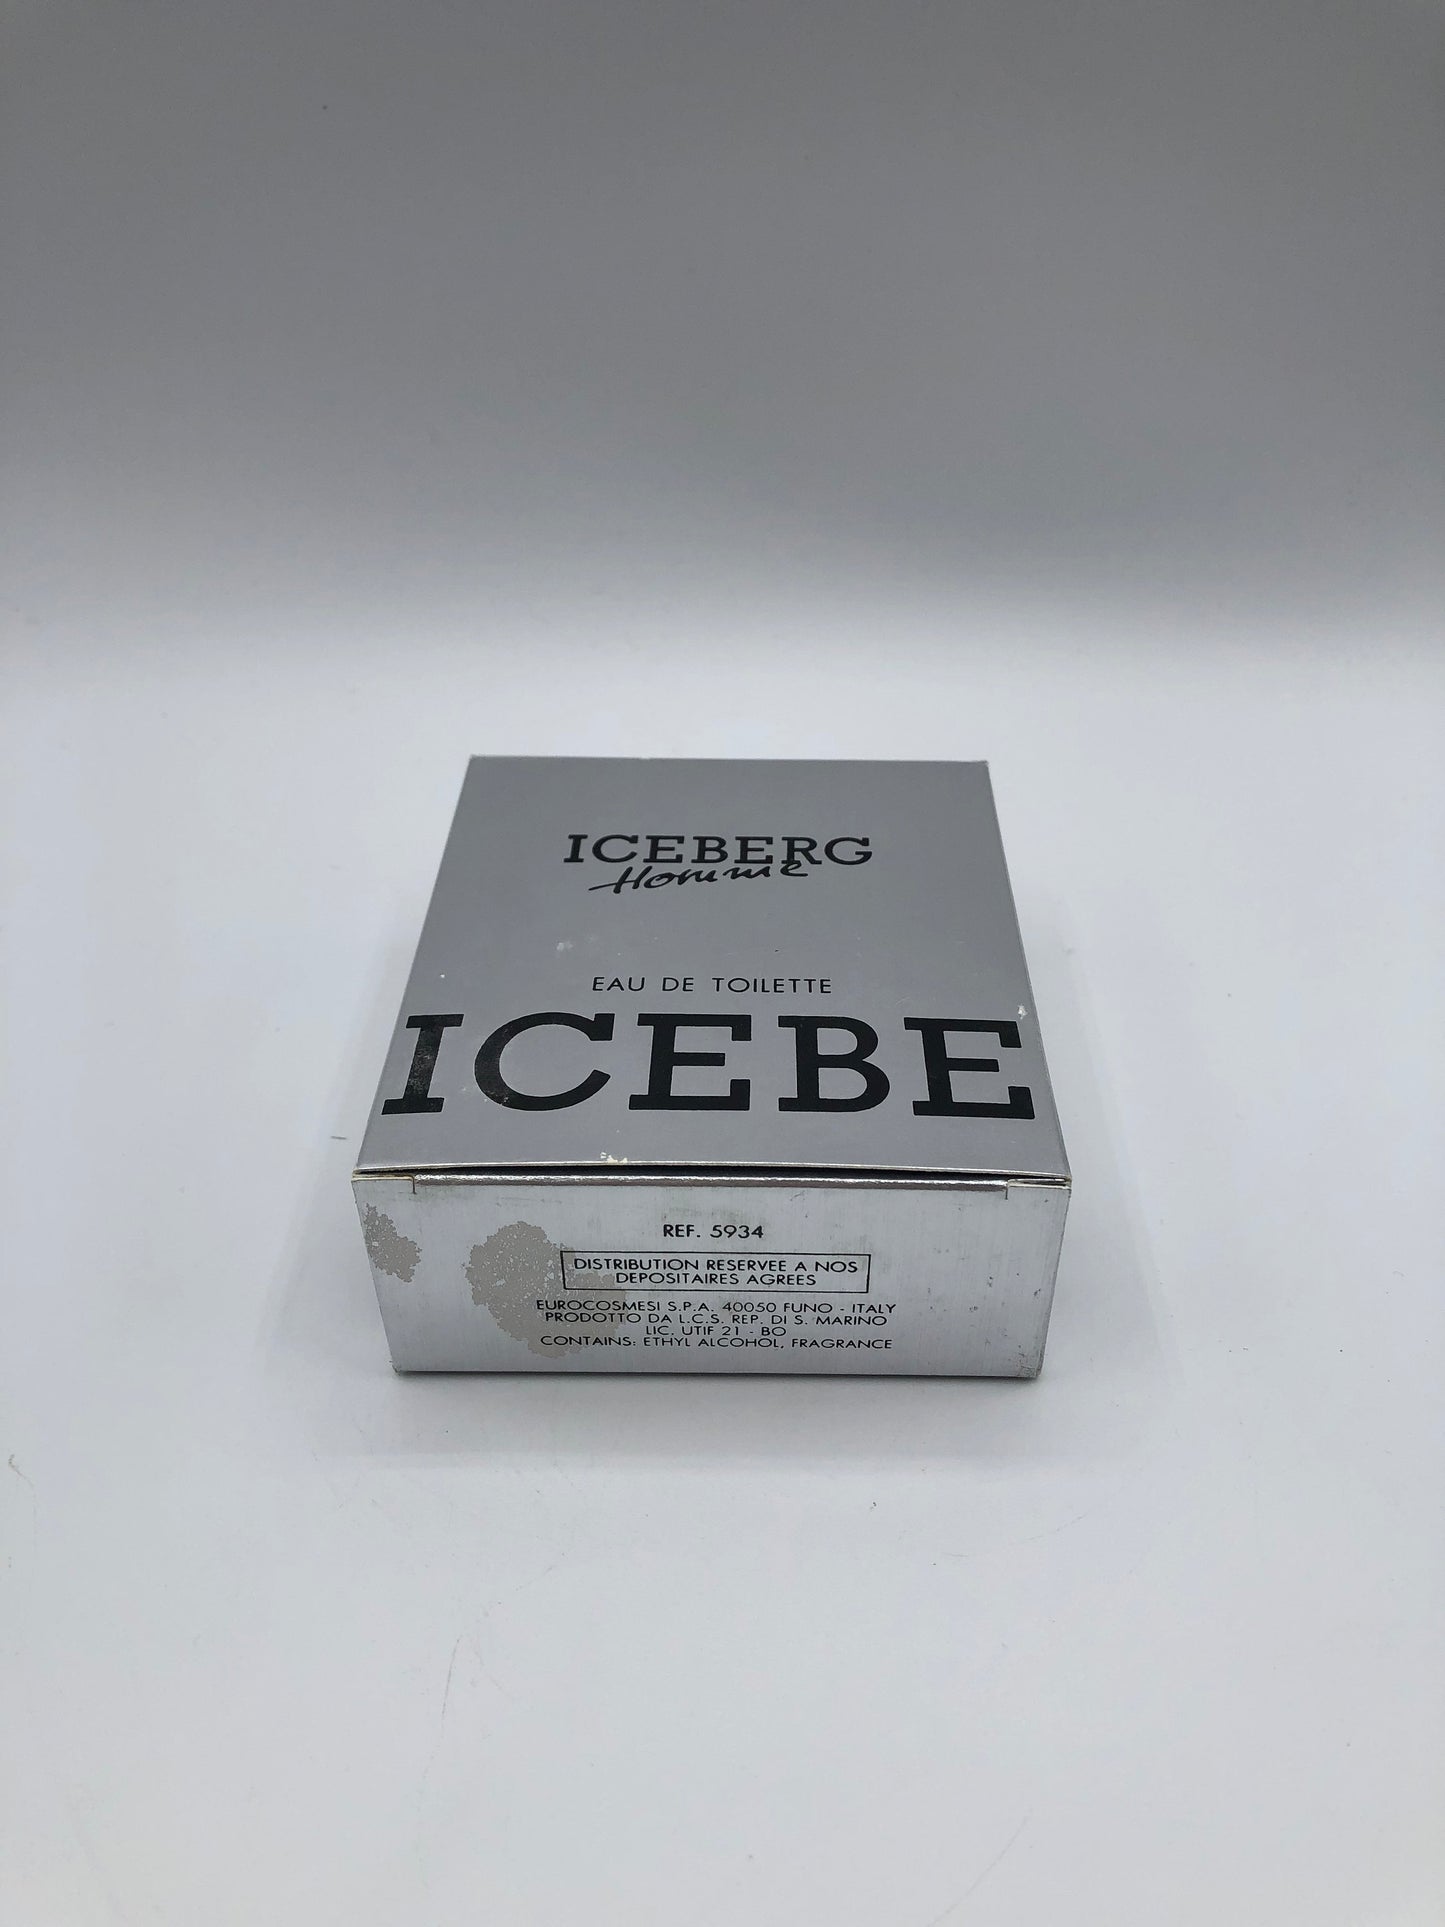 ICEBERG
Homme
EAU DE TOILETTE
ICEBE
REF. 5934
DISTRIBUTION RESERVEE A NOS
DEPOSITAIRES AGREES
EUROCOSMESI S.P.A. 40050 FUNO - ITALY
PRODOTTO DA L.C.S. REP. DI S. MARINO
LIC. UTIF 21 - BO
CONTAINS: ETHYL ALCOHOL, FRAGRANCE